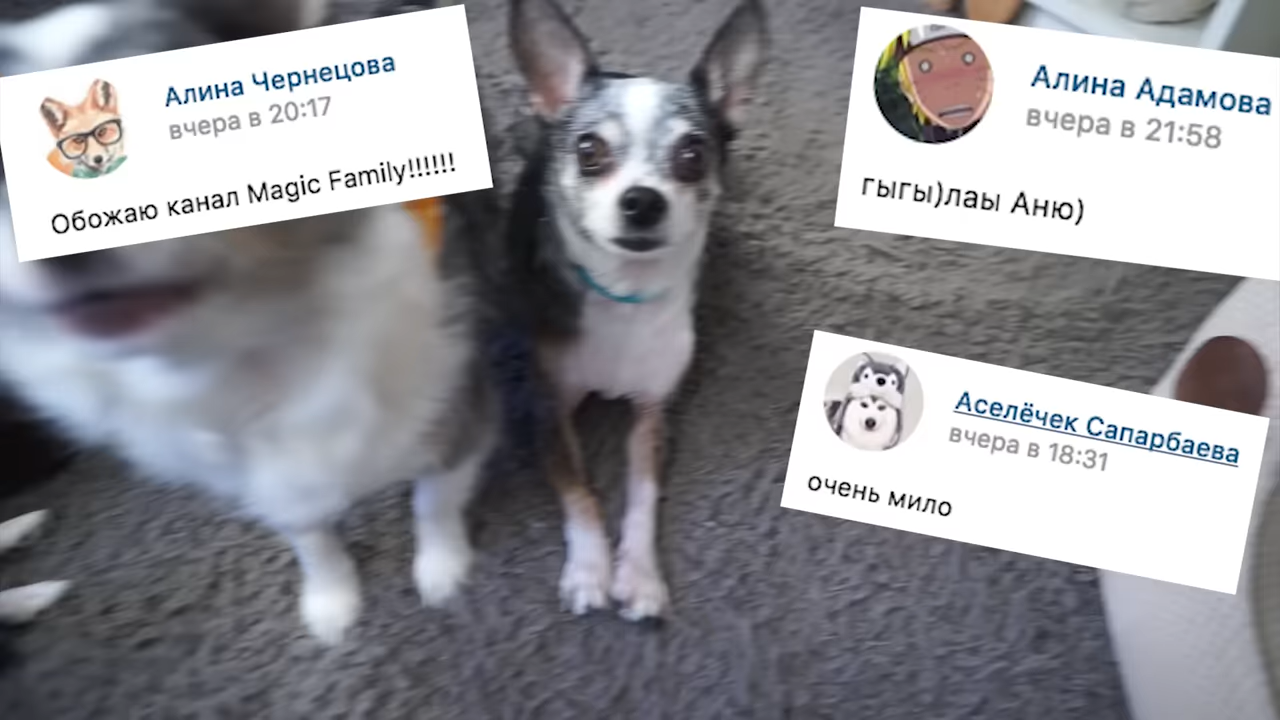 Алина Чернецова
вчера в 20:17
Обожаю канал Magic Family!!!!!!
Алина Адамова
вчера в 21:58
гыгы)лаы Аню)
Аселёчек Сапарбаева
вчера в 18:31
очень мило